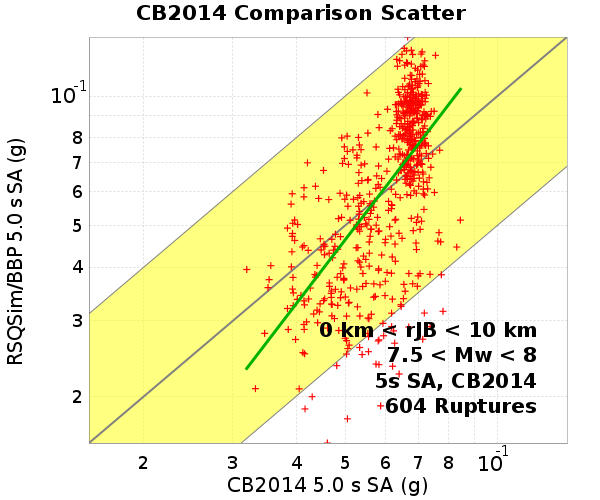 CB2014 Comparison Scatter
RSQSim/BBP 5.0 s SA (g)
10^-1
8
7
6
5
4
3
2
0 km < rJB < 10 km
7.5 < Mw < 8
5s SA, CB2014
604 Ruptures
2 3 4 5 6 7 8 10^-1
CB2014 5.0 s SA (g)